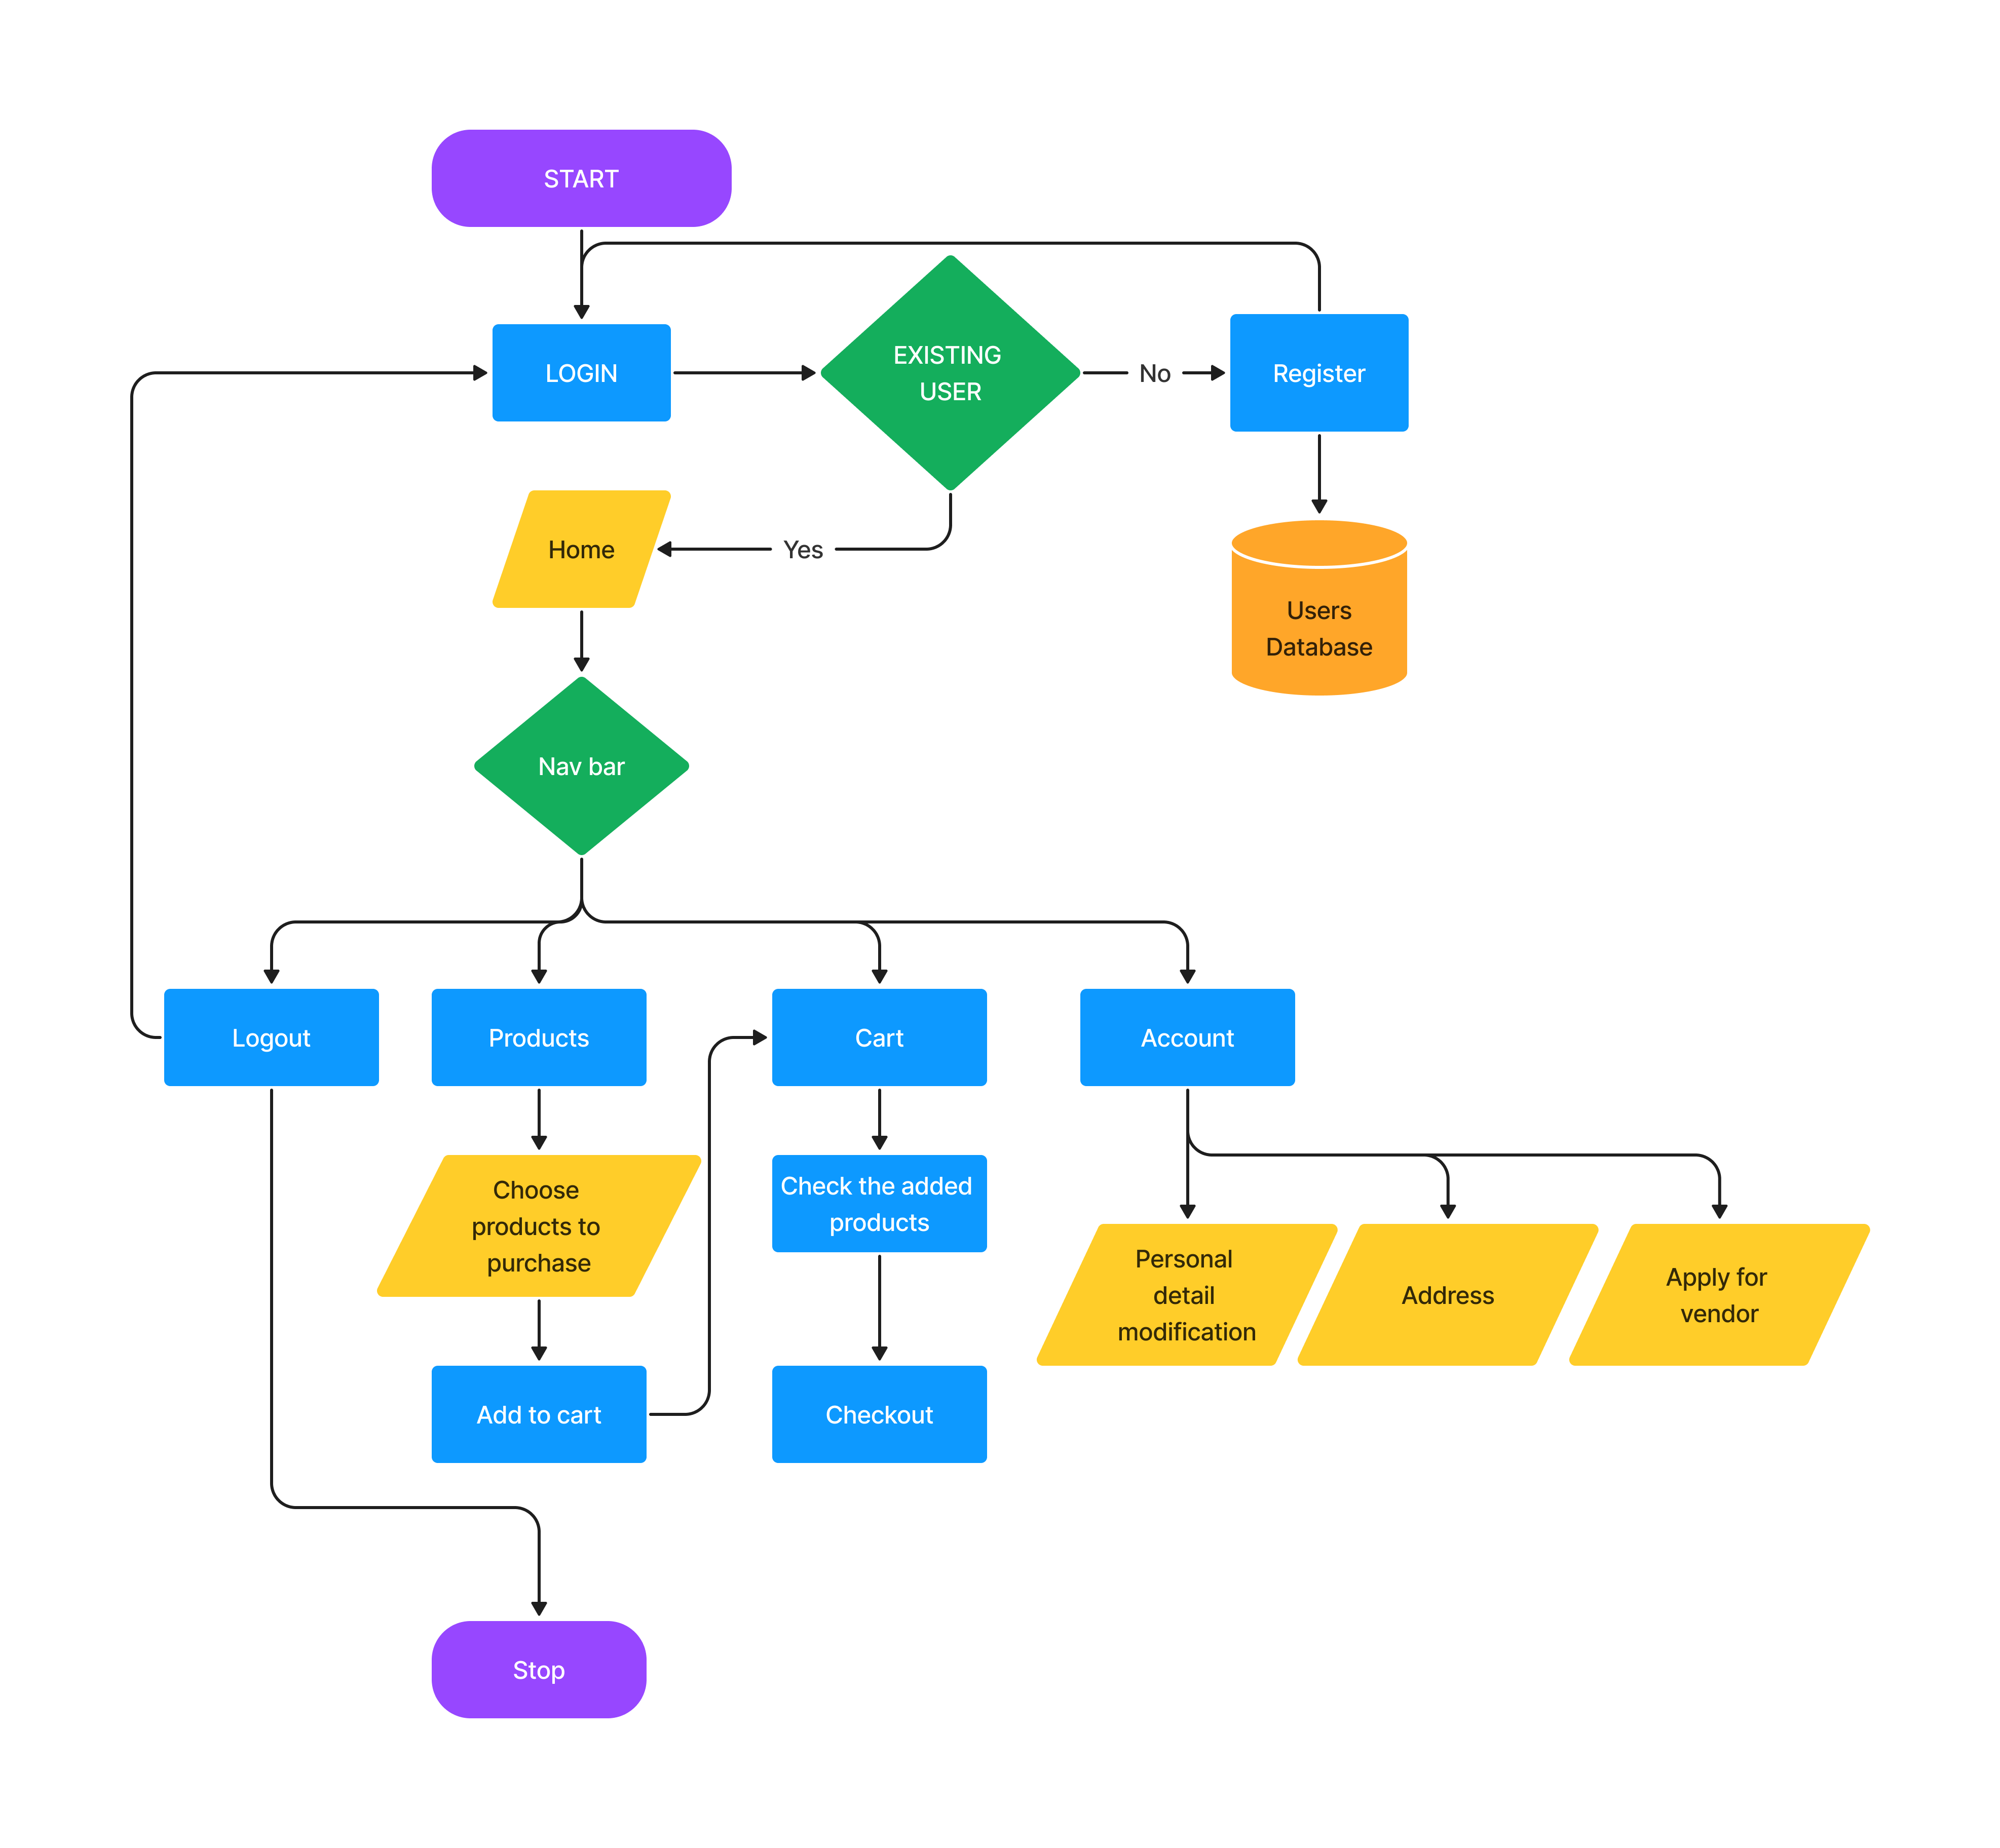 START
LOGIN
EXISTING
USER
No
Register
Home
Yes
Users
Database
Nav bar
Logout
Products
Cart
Account
Choose
products to
purchase
Check the added
products
Personal
detail
modification
Address
Apply for
vendor
Add to cart
Checkout
Stop